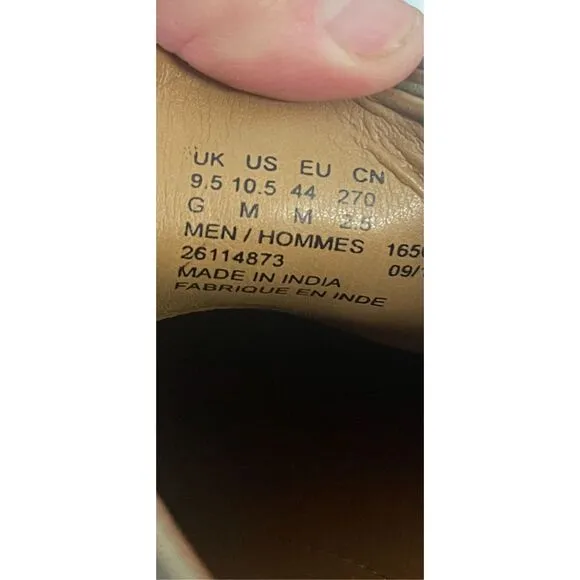 UK US EU CN
9.5 10.5 44 270
G M M 2.5
MEN / HOMMES 165
26114873 09/
MADE IN INDIA
FABRIQUE EN INDE